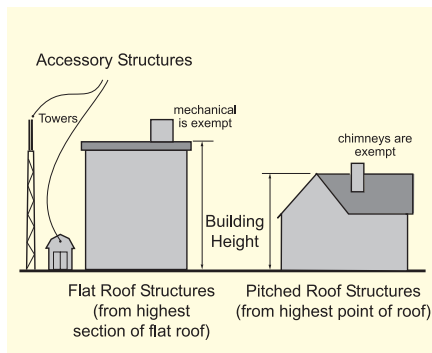 Accessory Structures
Towers
mechanical
is exempt
chimneys are
exempt
Building
Height
Flat Roof Structures
(from highest
section of flat roof)
Pitched Roof Structures
(from highest point of roof)